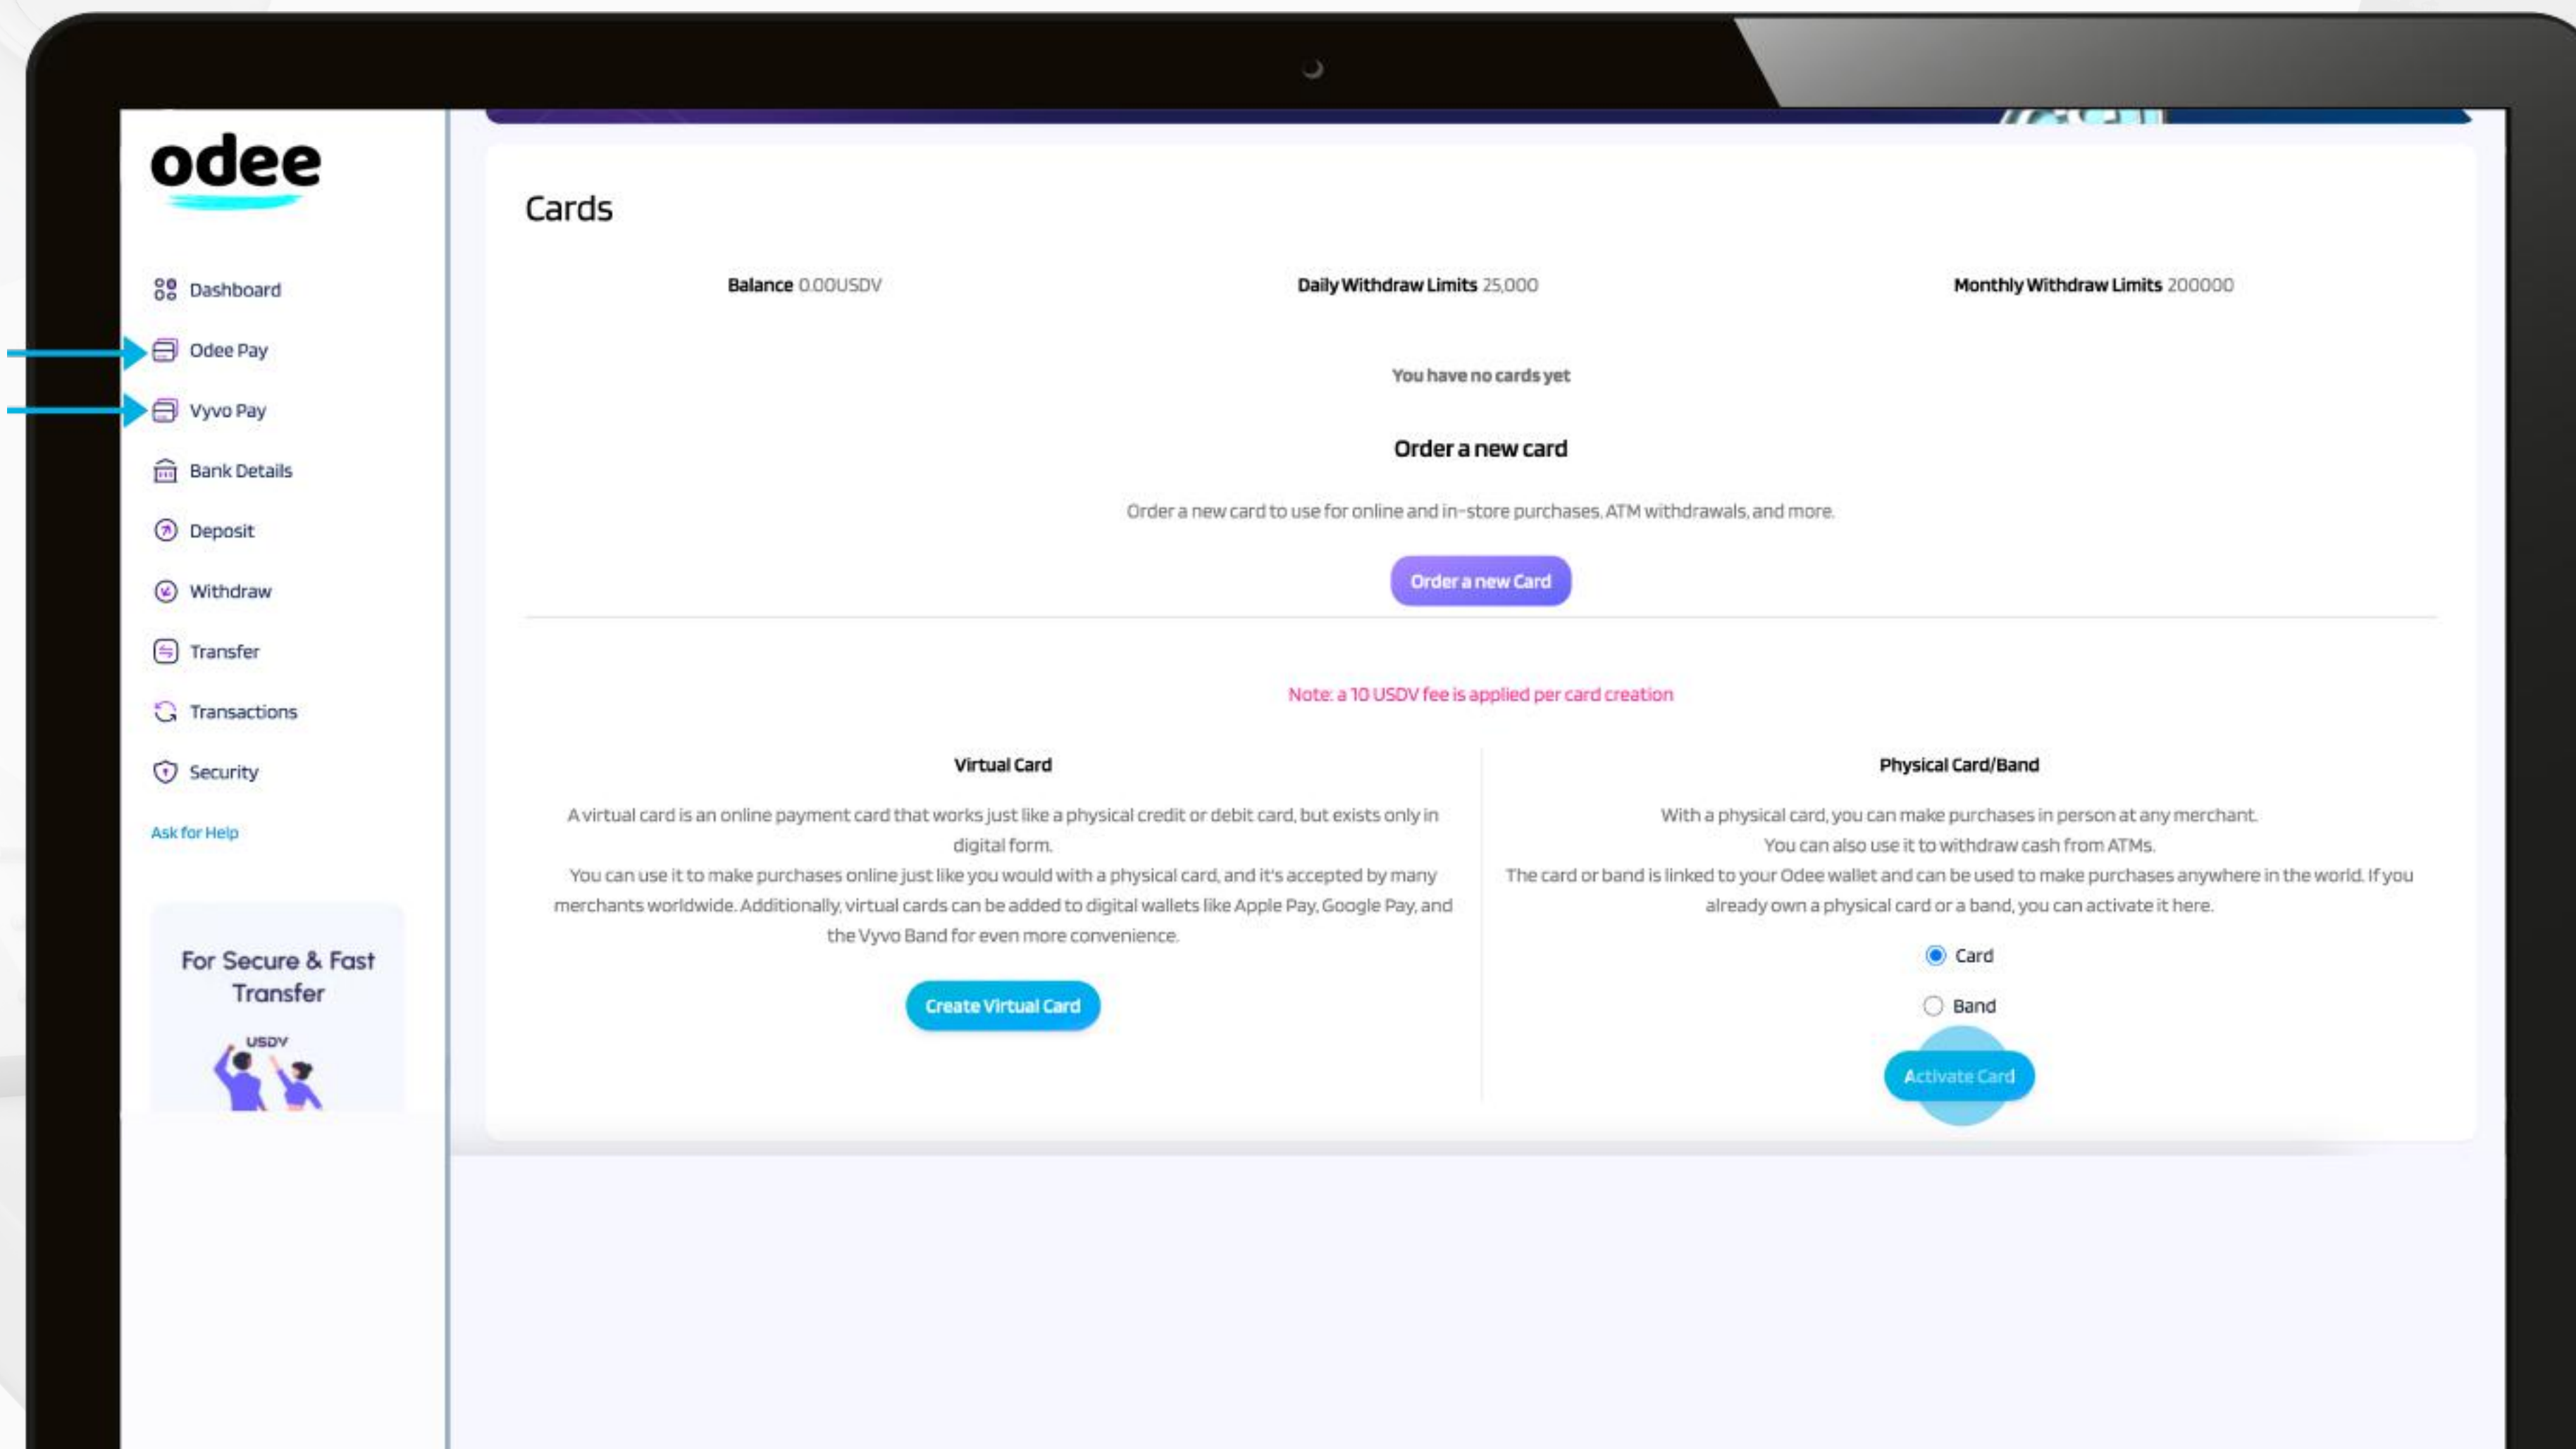 odee
Dashboard
Odee Pay
Vyvo Pay
Bank Details
Deposit
Withdraw
Transfer
Transactions
Security
Ask for Help
For Secure & Fast
Transfer
USDV
Cards
Balance 0.00USDV
Daily Withdraw Limits 25,000
Monthly Withdraw Limits 200000
You have no cards yet
Order a new card
Order a new card to use for online and in-store purchases, ATM withdrawals, and more.
Order a new Card
Note: a 10 USDV fee is applied per card creation
Virtual Card
A virtual card is an online payment card that works just like a physical credit or debit card, but exists only in
digital form.
You can use it to make purchases online just like you would with a physical card, and it's accepted by many
merchants worldwide. Additionally, virtual cards can be added to digital wallets like Apple Pay, Google Pay, and
the Vyvo Band for even more convenience.
Create Virtual Card
Physical Card/Band
With a physical card, you can make purchases in person at any merchant.
You can also use it to withdraw cash from ATMs.
The card or band is linked to your Odee wallet and can be used to make purchases anywhere in the world. If you
already own a physical card or a band, you can activate it here.
Card
Band
Activate Card